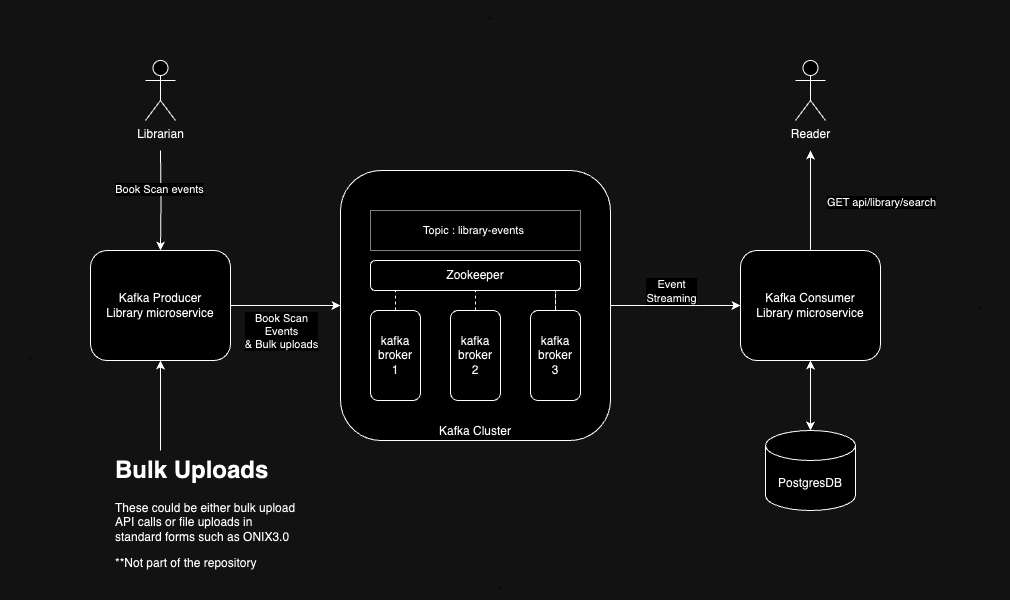 Librarian
Reader
Book Scan events
GET api/library/search
Topic : library-events
Zookeeper
Kafka Producer
Library microservice
Book Scan
Events
& Bulk uploads
kafka
broker
1
kafka
broker
2
kafka
broker
3
Kafka Cluster
Event
Streaming
Kafka Consumer
Library microservice
PostgresDB
Bulk Uploads
These could be either bulk upload
API calls or file uploads in
standard forms such as ONIX3.0
**Not part of the repository